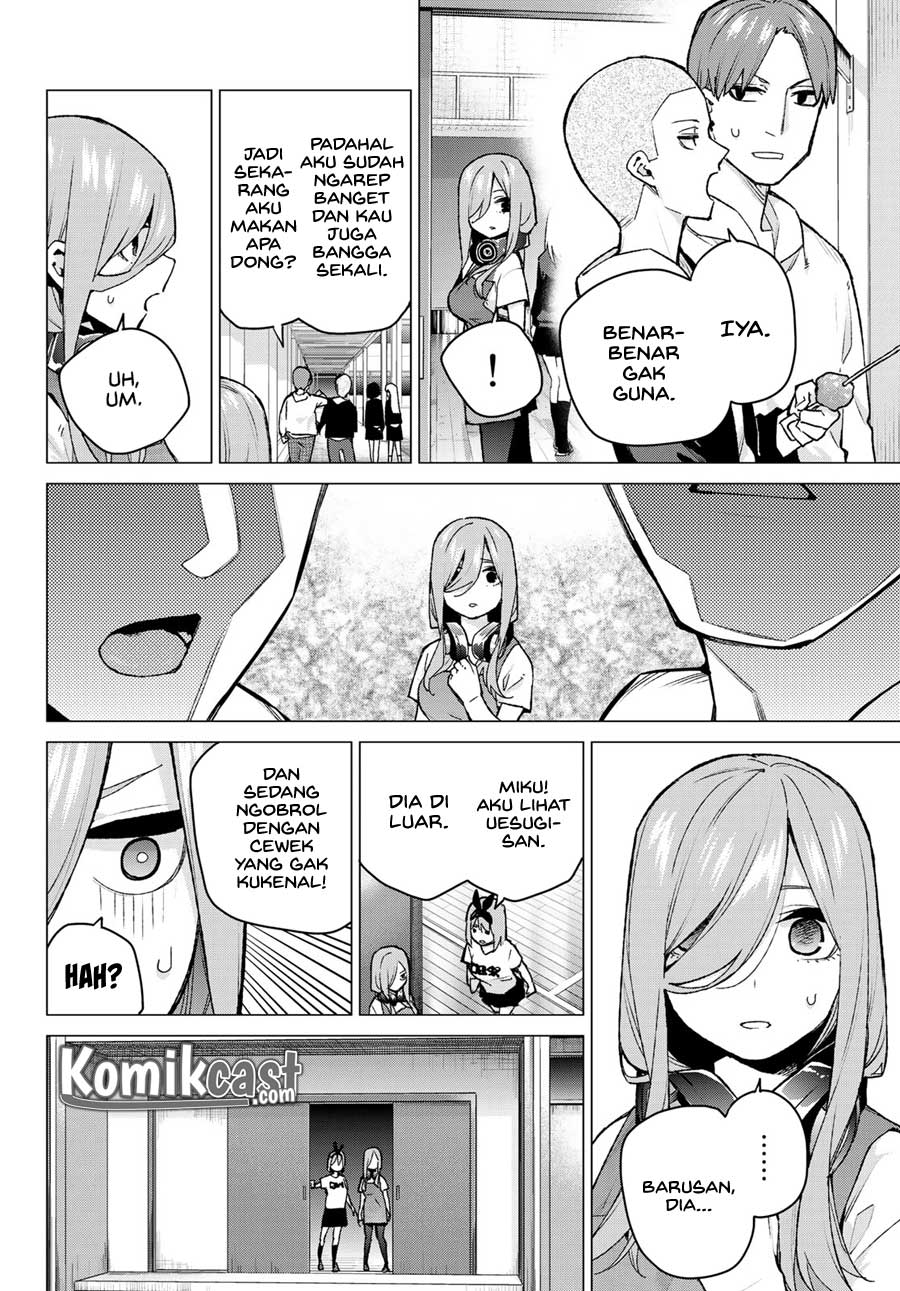 IYA.
BENAR-
BENAR
GAK
GUNA.
!
PADAHAL
AKU SUDAH
NGAREP
BANGET
DAN KAU
JUGA
BANGGA
SEKALI.
JADI
SEKA-
RANG
AKU
MAKAN
APA
DONG?
UH,
UM.
.......
BARUSAN,
DIA...
MIKU!
AKU LIHAT
UESUGI-
SAN.
DIA DI
LUAR.
DAN
SEDANG
NGOBROL
DENGAN
CEWEK
YANG GAK
KUKENAL!
HAH?
Komikcast
.com